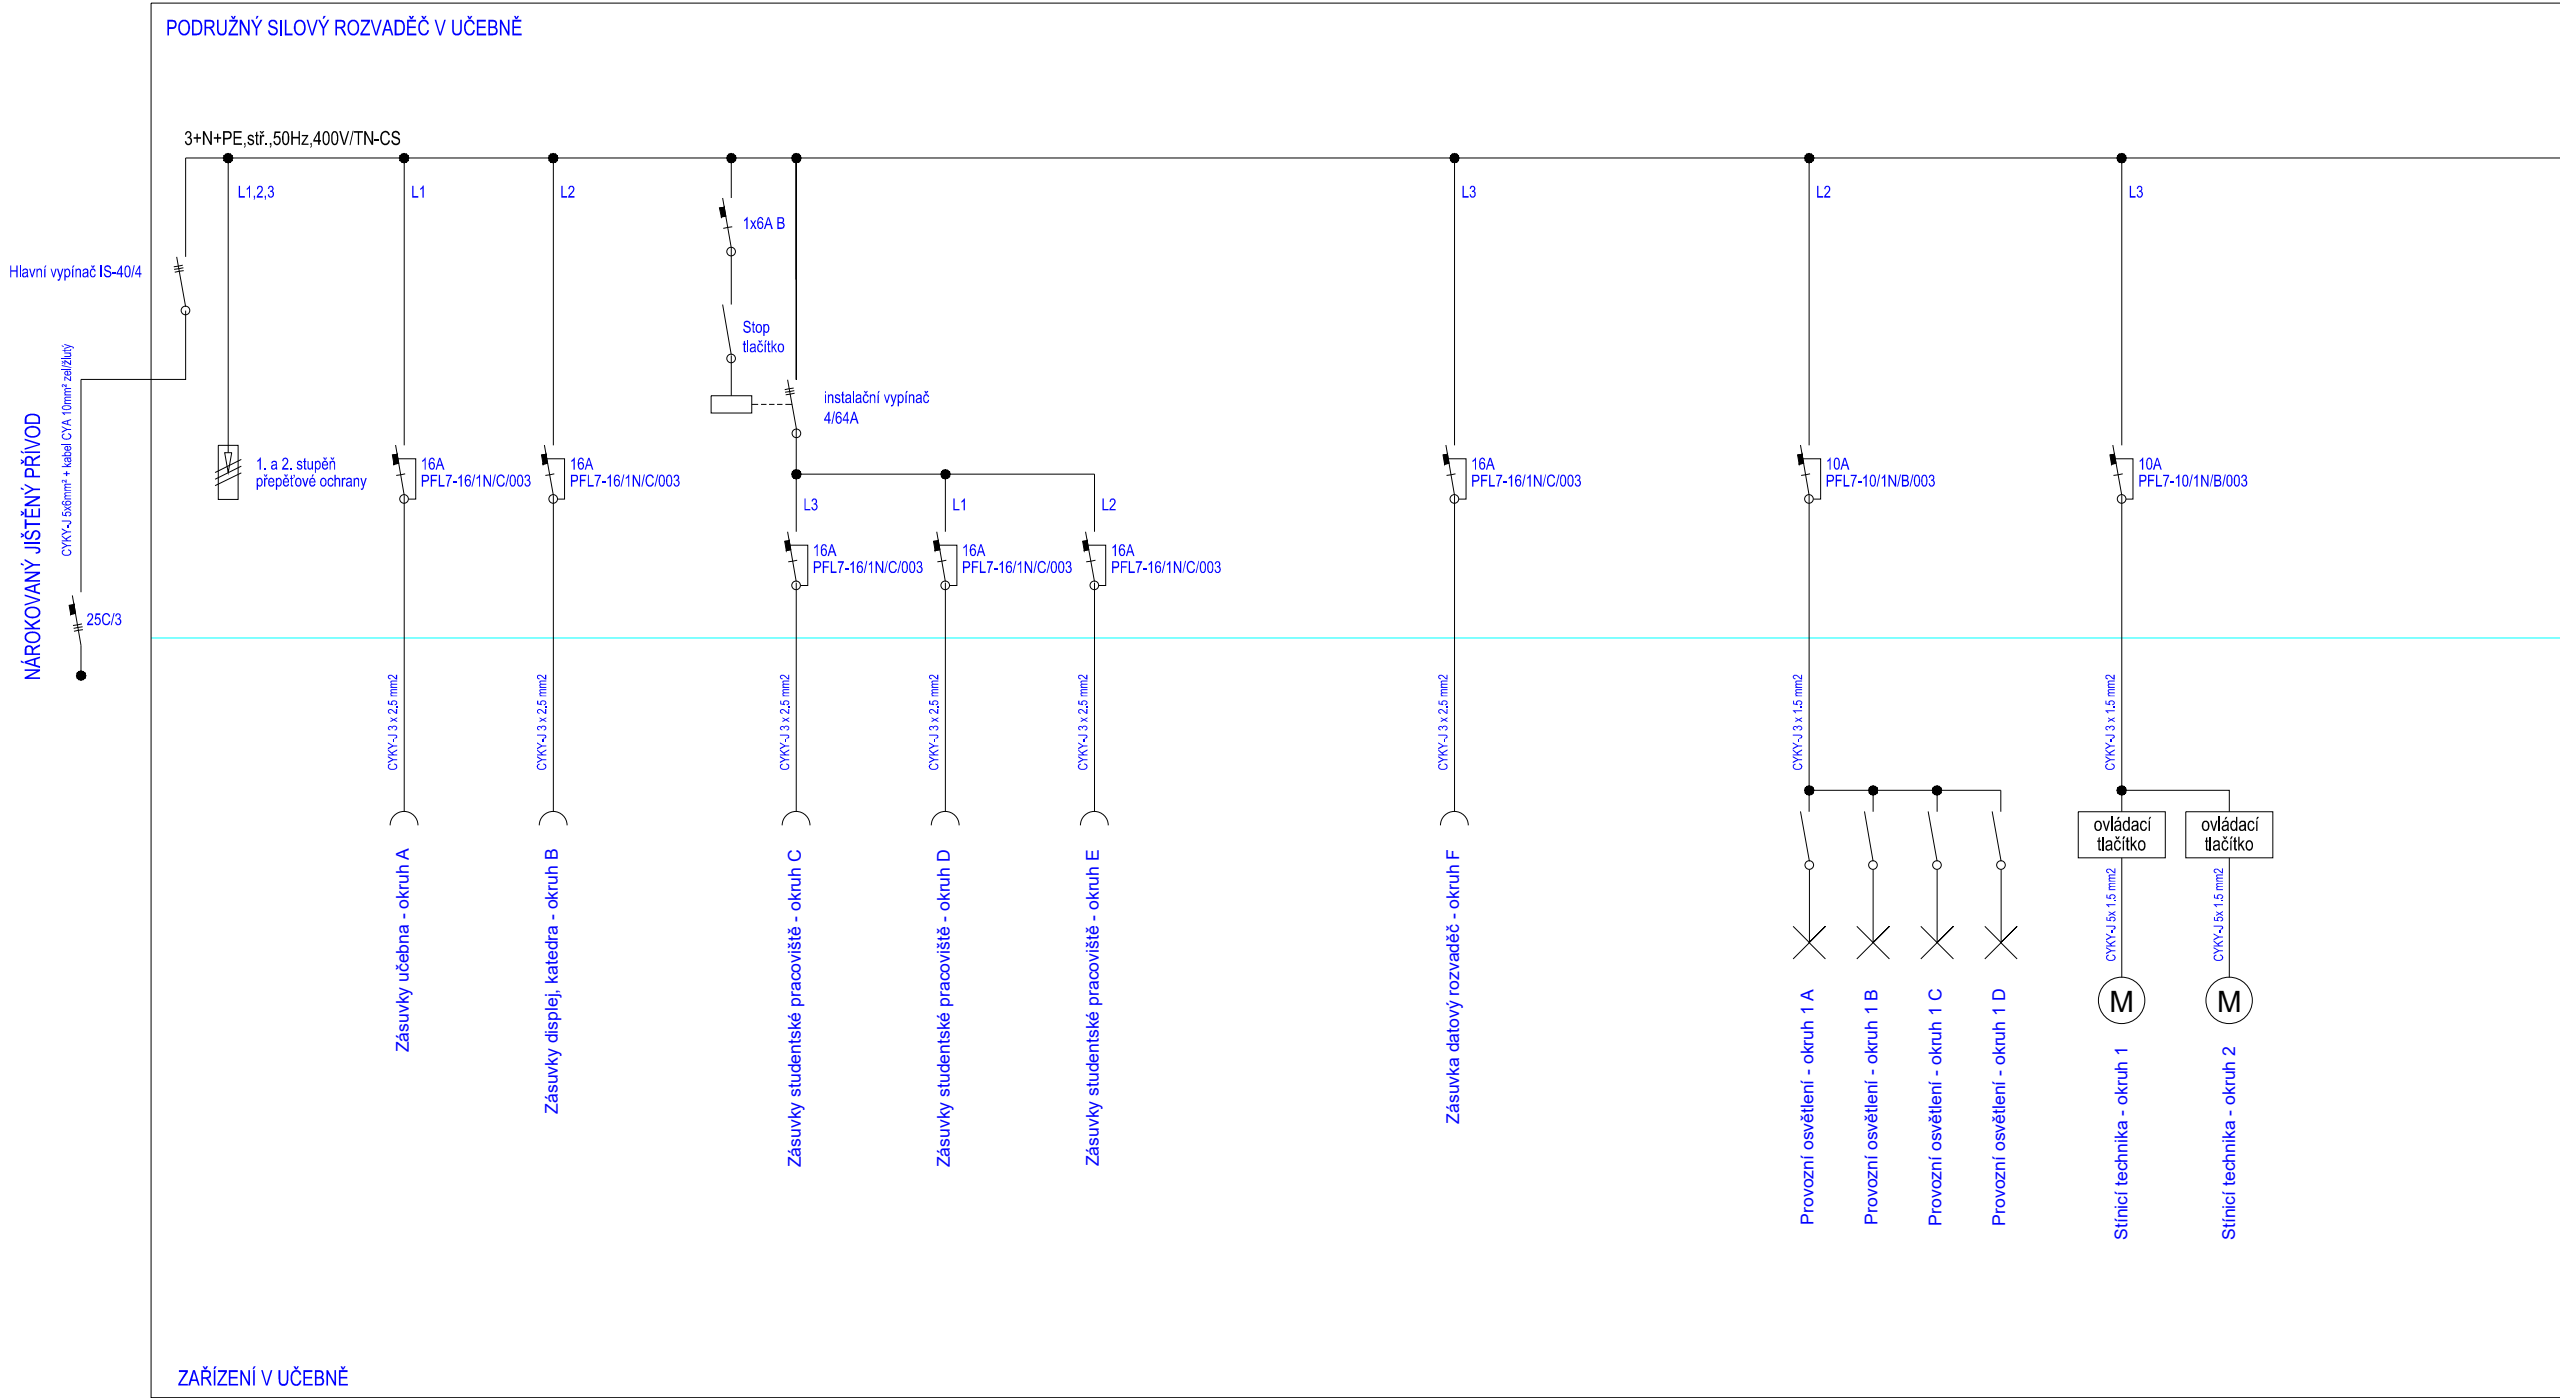 PODRUŽNÝ SILOVÝ ROZVADĚČ V UČEBNĚ
3+N+PE,stř.,50Hz,400V/TN-CS
L1,2,3
L1
L2
L3
L2
L3
1x6A B
Hlavní vypínač IS-40/4
Stop
tlačítko
instalační vypínač
4/64A
NÁROKOVANÝ JIŠTĚNÝ PŘÍVOD
CYKY-J 5x6mm² + kabel CYA 10mm² zel/žlutý
25C/3
1. a 2. stupěň
přepěťové ochrany
16A
PFL7-16/1N/C/003
16A
PFL7-16/1N/C/003
16A
PFL7-16/1N/C/003
10A
PFL7-10/1N/B/003
10A
PFL7-10/1N/B/003
L3
L1
L2
16A
PFL7-16/1N/C/003
16A
PFL7-16/1N/C/003
16A
PFL7-16/1N/C/003
CYKY-J 3 x 2,5 mm2
CYKY-J 3 x 2,5 mm2
CYKY-J 3 x 2,5 mm2
CYKY-J 3 x 2,5 mm2
CYKY-J 3 x 2,5 mm2
CYKY-J 3 x 2,5 mm2
CYKY-J 3 x 1,5 mm2
CYKY-J 3 x 1,5 mm2
ovládací
tlačítko
ovládací
tlačítko
CYKY-J 5x 1,5 mm2
CYKY-J 5x 1,5 mm2
M
M
Zásuvky učebna - okruh A
Zásuvky displej, katedra - okruh B
Zásuvky studentské pracoviště - okruh C
Zásuvky studentské pracoviště - okruh D
Zásuvky studentské pracoviště - okruh E
Zásuvka datový rozvaděč - okruh F
Provozní osvětlení - okruh 1 A
Provozní osvětlení - okruh 1 B
Provozní osvětlení - okruh 1 C
Provozní osvětlení - okruh 1 D
Stínicí technika - okruh 1
Stínicí technika - okruh 2
ZAŘÍZENÍ V UČEBNĚ